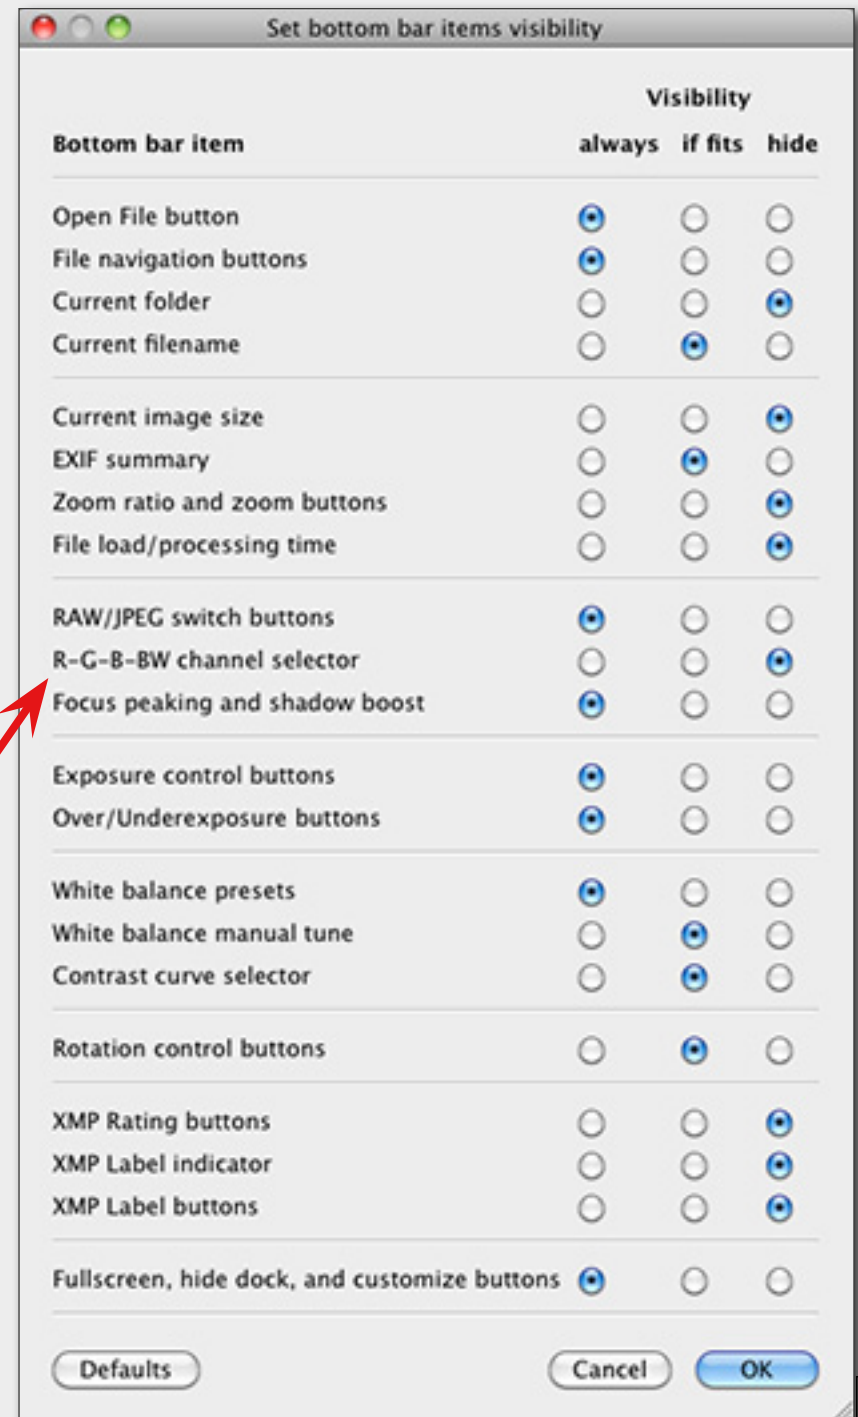 Set bottom bar items visibility
Visibility
Bottom bar item always if fits hide
Open File button
File navigation buttons
Current folder
Current filename
Current image size
EXIF summary
Zoom ratio and zoom buttons
File load/processing time
RAW/JPEG switch buttons
R-G-B-BW channel selector
Focus peaking and shadow boost
Exposure control buttons
Over/Underexposure buttons
White balance presets
White balance manual tune
Contrast curve selector
Rotation control buttons
XMP Rating buttons
XMP Label indicator
XMP Label buttons
Fullscreen, hide dock, and customize buttons
Defaults Cancel OK